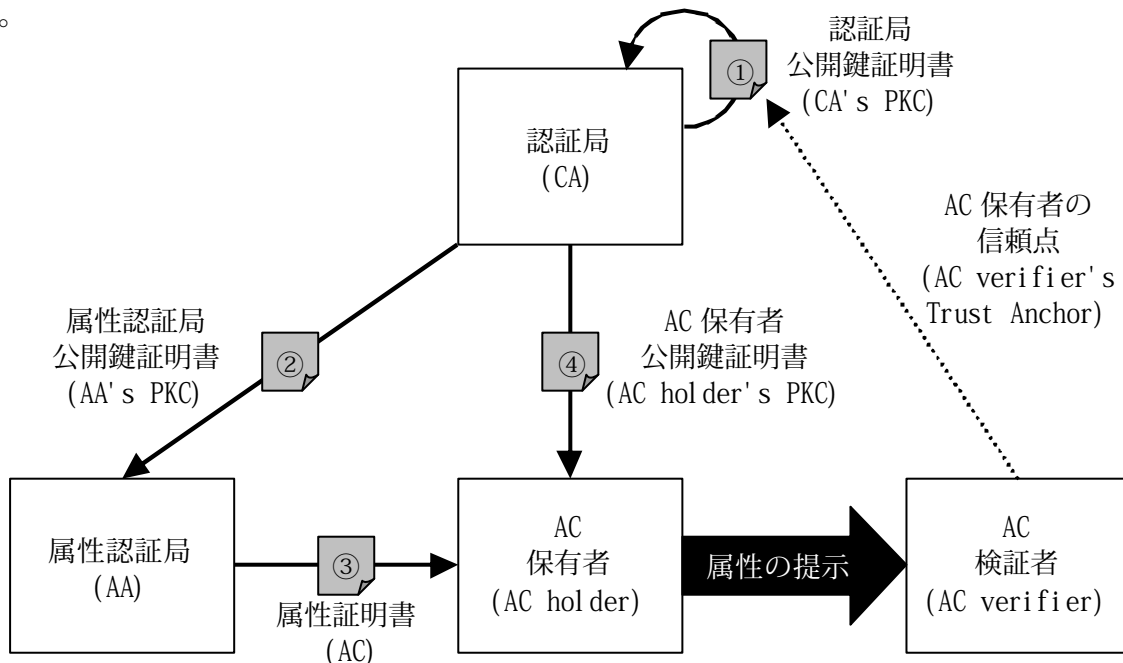 。
①
認証局
公開鍵証明書
(CA's PKC)
認証局
(CA)
AC 保有者の
信頼点
(AC verifier's
Trust Anchor)
属性認証局
公開鍵証明書
(AA's PKC)
②
④
AC 保有者
公開鍵証明書
(AC holder's PKC)
属性認証局
(AA)
③
属性証明書
(AC)
AC
保有者
(AC holder)
属性の提示
AC
検証者
(AC verifier)